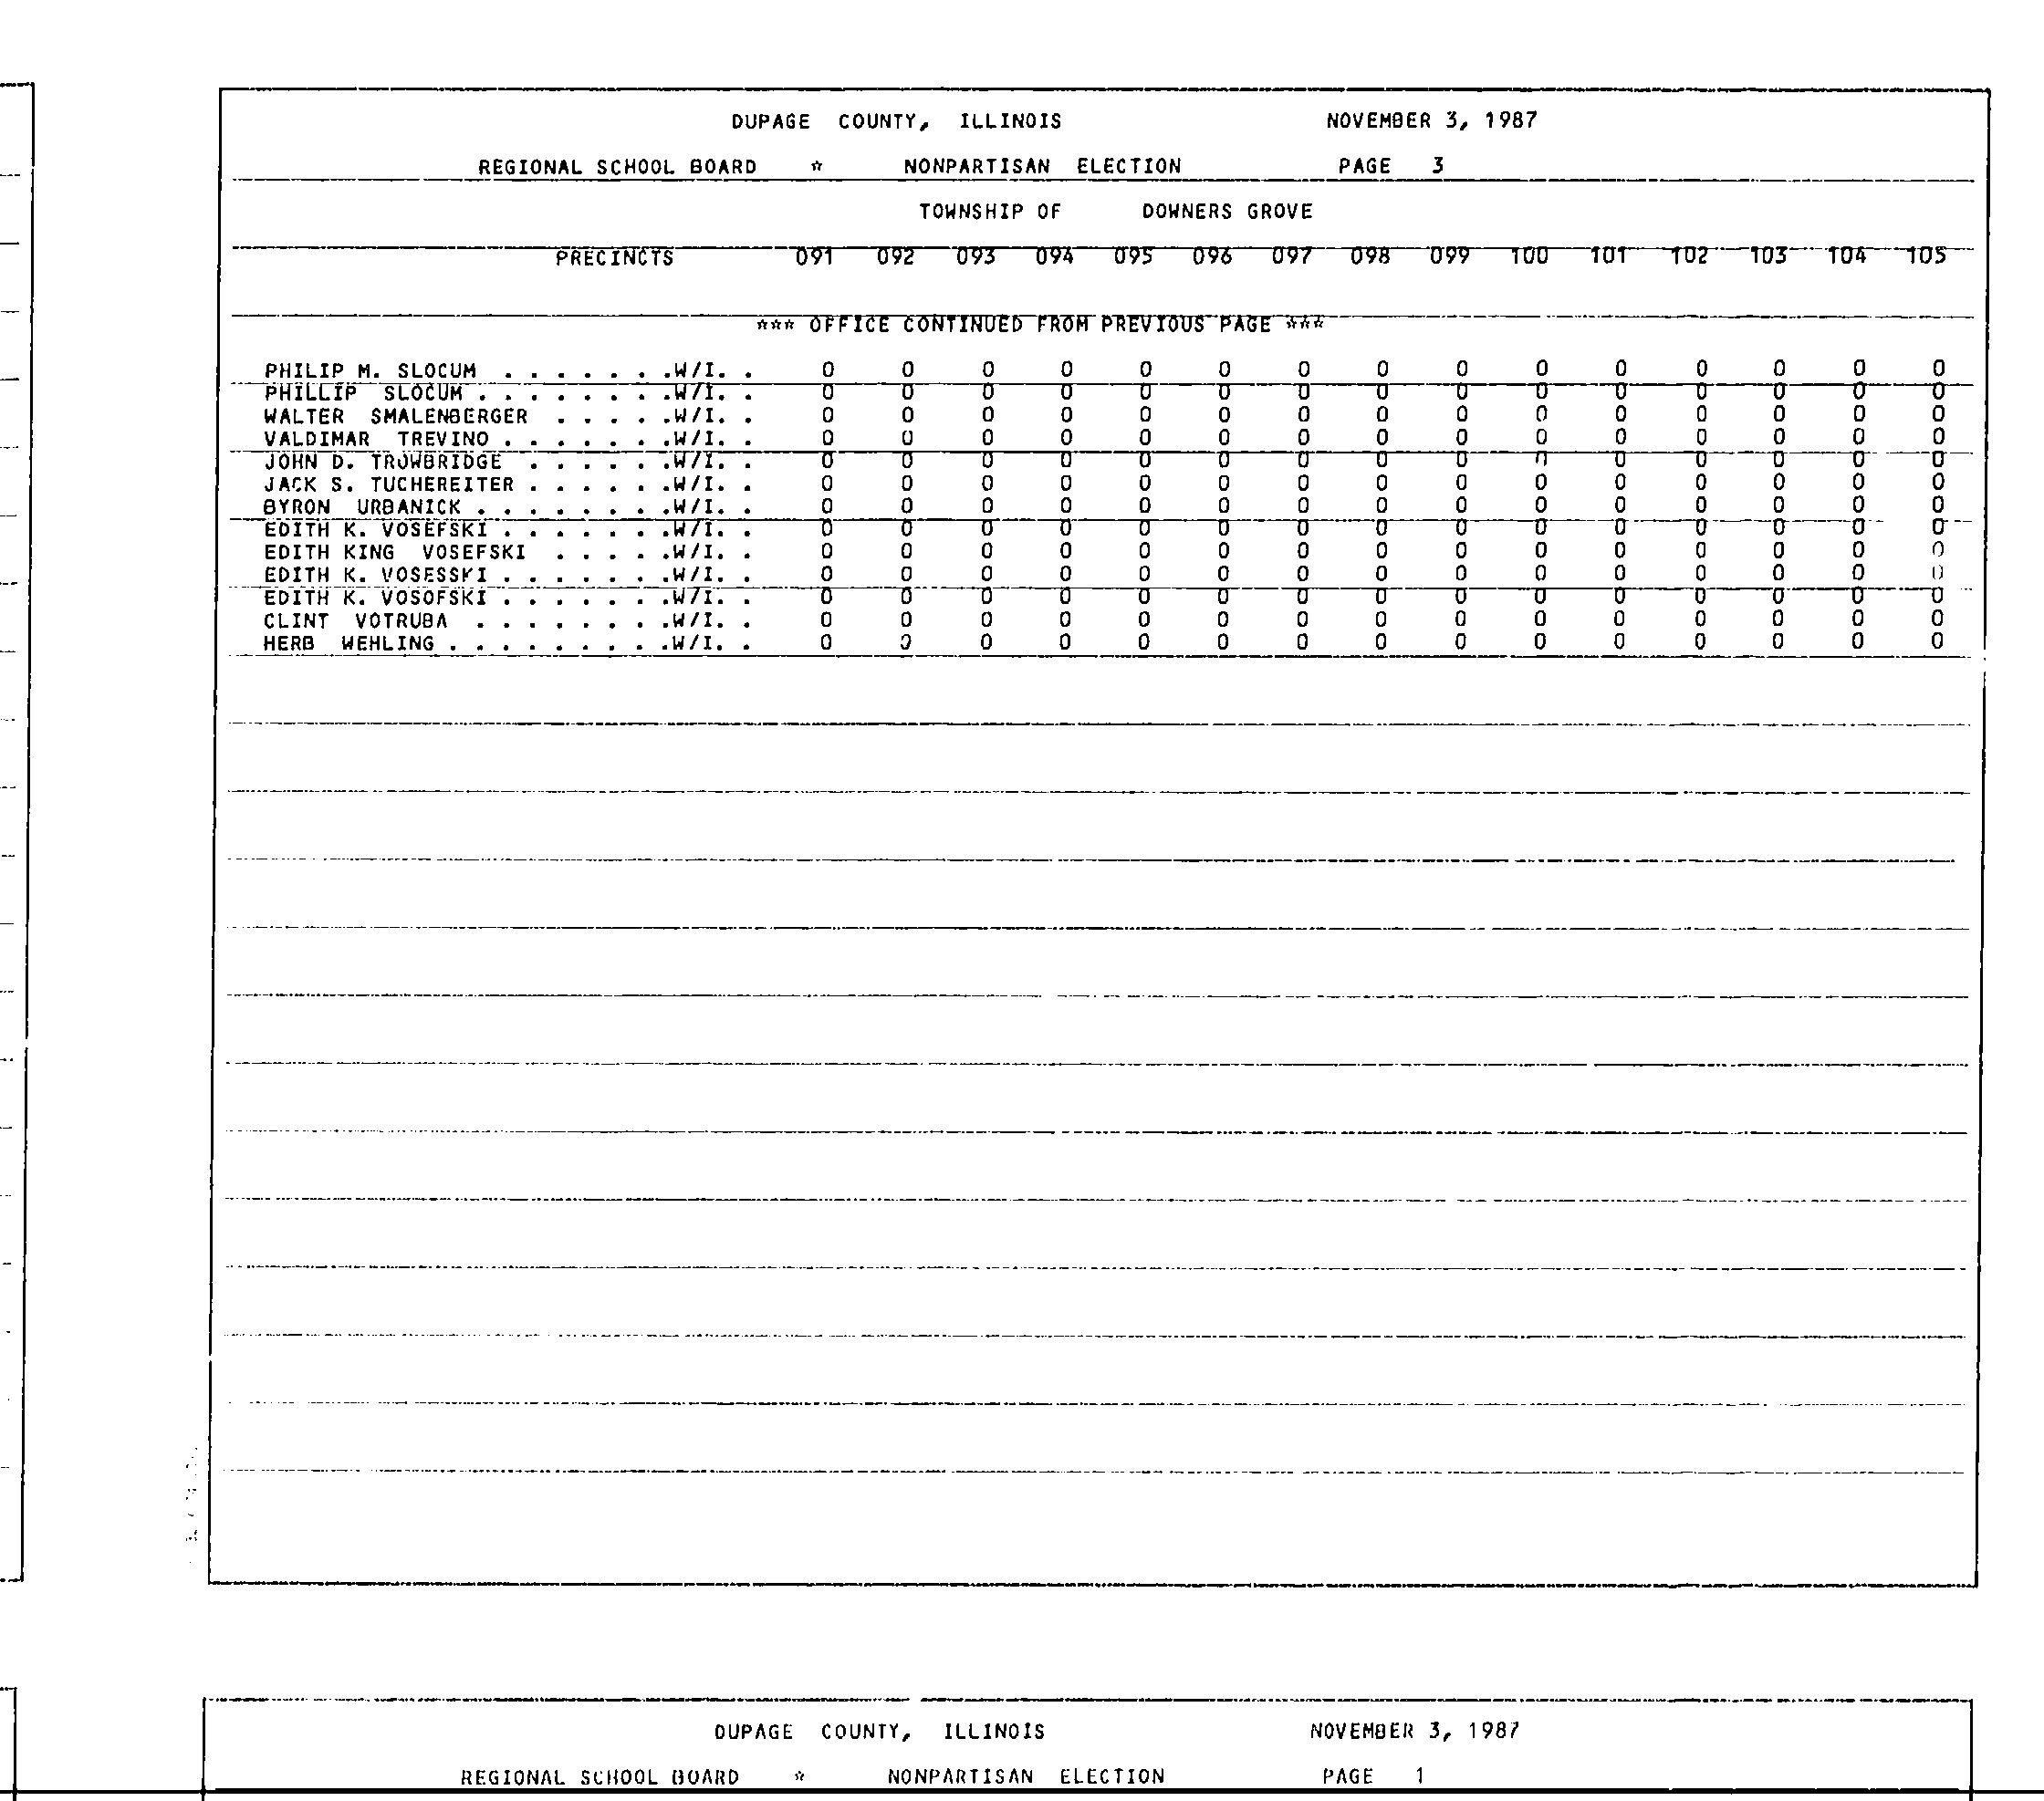 DUPAGE COUNTY, ILLINOIS NOVEMBER 3, 1987
REGIONAL SCHOOL BOARD * NONPARTISAN ELECTION PAGE 3
TOWNSHIP OF DOWNERS GROVE
PRECINCTS 091 092 093 094 095 096 097 098 099 100 101 102 103 104 105
*** OFFICE CONTINUED FROM PREVIOUS PAGE ***
PHILIP M. SLOCUM . . . . . . .W/I. . 0 0 0 0 0 0 0 0 0 0 0 0 0 0 0
PHILLIP SLOCUM . . . . . . . .W/I. . 0 0 0 0 0 0 0 0 0 0 0 0 0 0 0
WALTER SMALENBERGER . . . . .W/I. . 0 0 0 0 0 0 0 0 0 0 0 0 0 0 0
VALDIMAR TREVINO . . . . . . .W/I. . 0 0 0 0 0 0 0 0 0 0 0 0 0 0 0
JOHN D. TROWBRIDGE . . . . . .W/I. . 0 0 0 0 0 0 0 0 0 0 0 0 0 0 0
JACK S. TUCHEREITER . . . . . .W/I. . 0 0 0 0 0 0 0 0 0 0 0 0 0 0 0
BYRON URBANICK . . . . . . . .W/I. . 0 0 0 0 0 0 0 0 0 0 0 0 0 0 0
EDITH K. VOSEFSKI . . . . . . .W/I. . 0 0 0 0 0 0 0 0 0 0 0 0 0 0 0
EDITH KING VOSEFSKI . . . . .W/I. . 0 0 0 0 0 0 0 0 0 0 0 0 0 0 0
EDITH K. VOSESSKI . . . . . . .W/I. . 0 0 0 0 0 0 0 0 0 0 0 0 0 0 0
EDITH K. VOSOFSKI . . . . . . .W/I. . 0 0 0 0 0 0 0 0 0 0 0 0 0 0 0
CLINT VOTRUBA . . . . . . . .W/I. . 0 0 0 0 0 0 0 0 0 0 0 0 0 0 0
HERB WEHLING . . . . . . . . .W/I. . 0 0 0 0 0 0 0 0 0 0 0 0 0 0 0
DUPAGE COUNTY, ILLINOIS NOVEMBER 3, 1987
REGIONAL SCHOOL BOARD * NONPARTISAN ELECTION PAGE 1